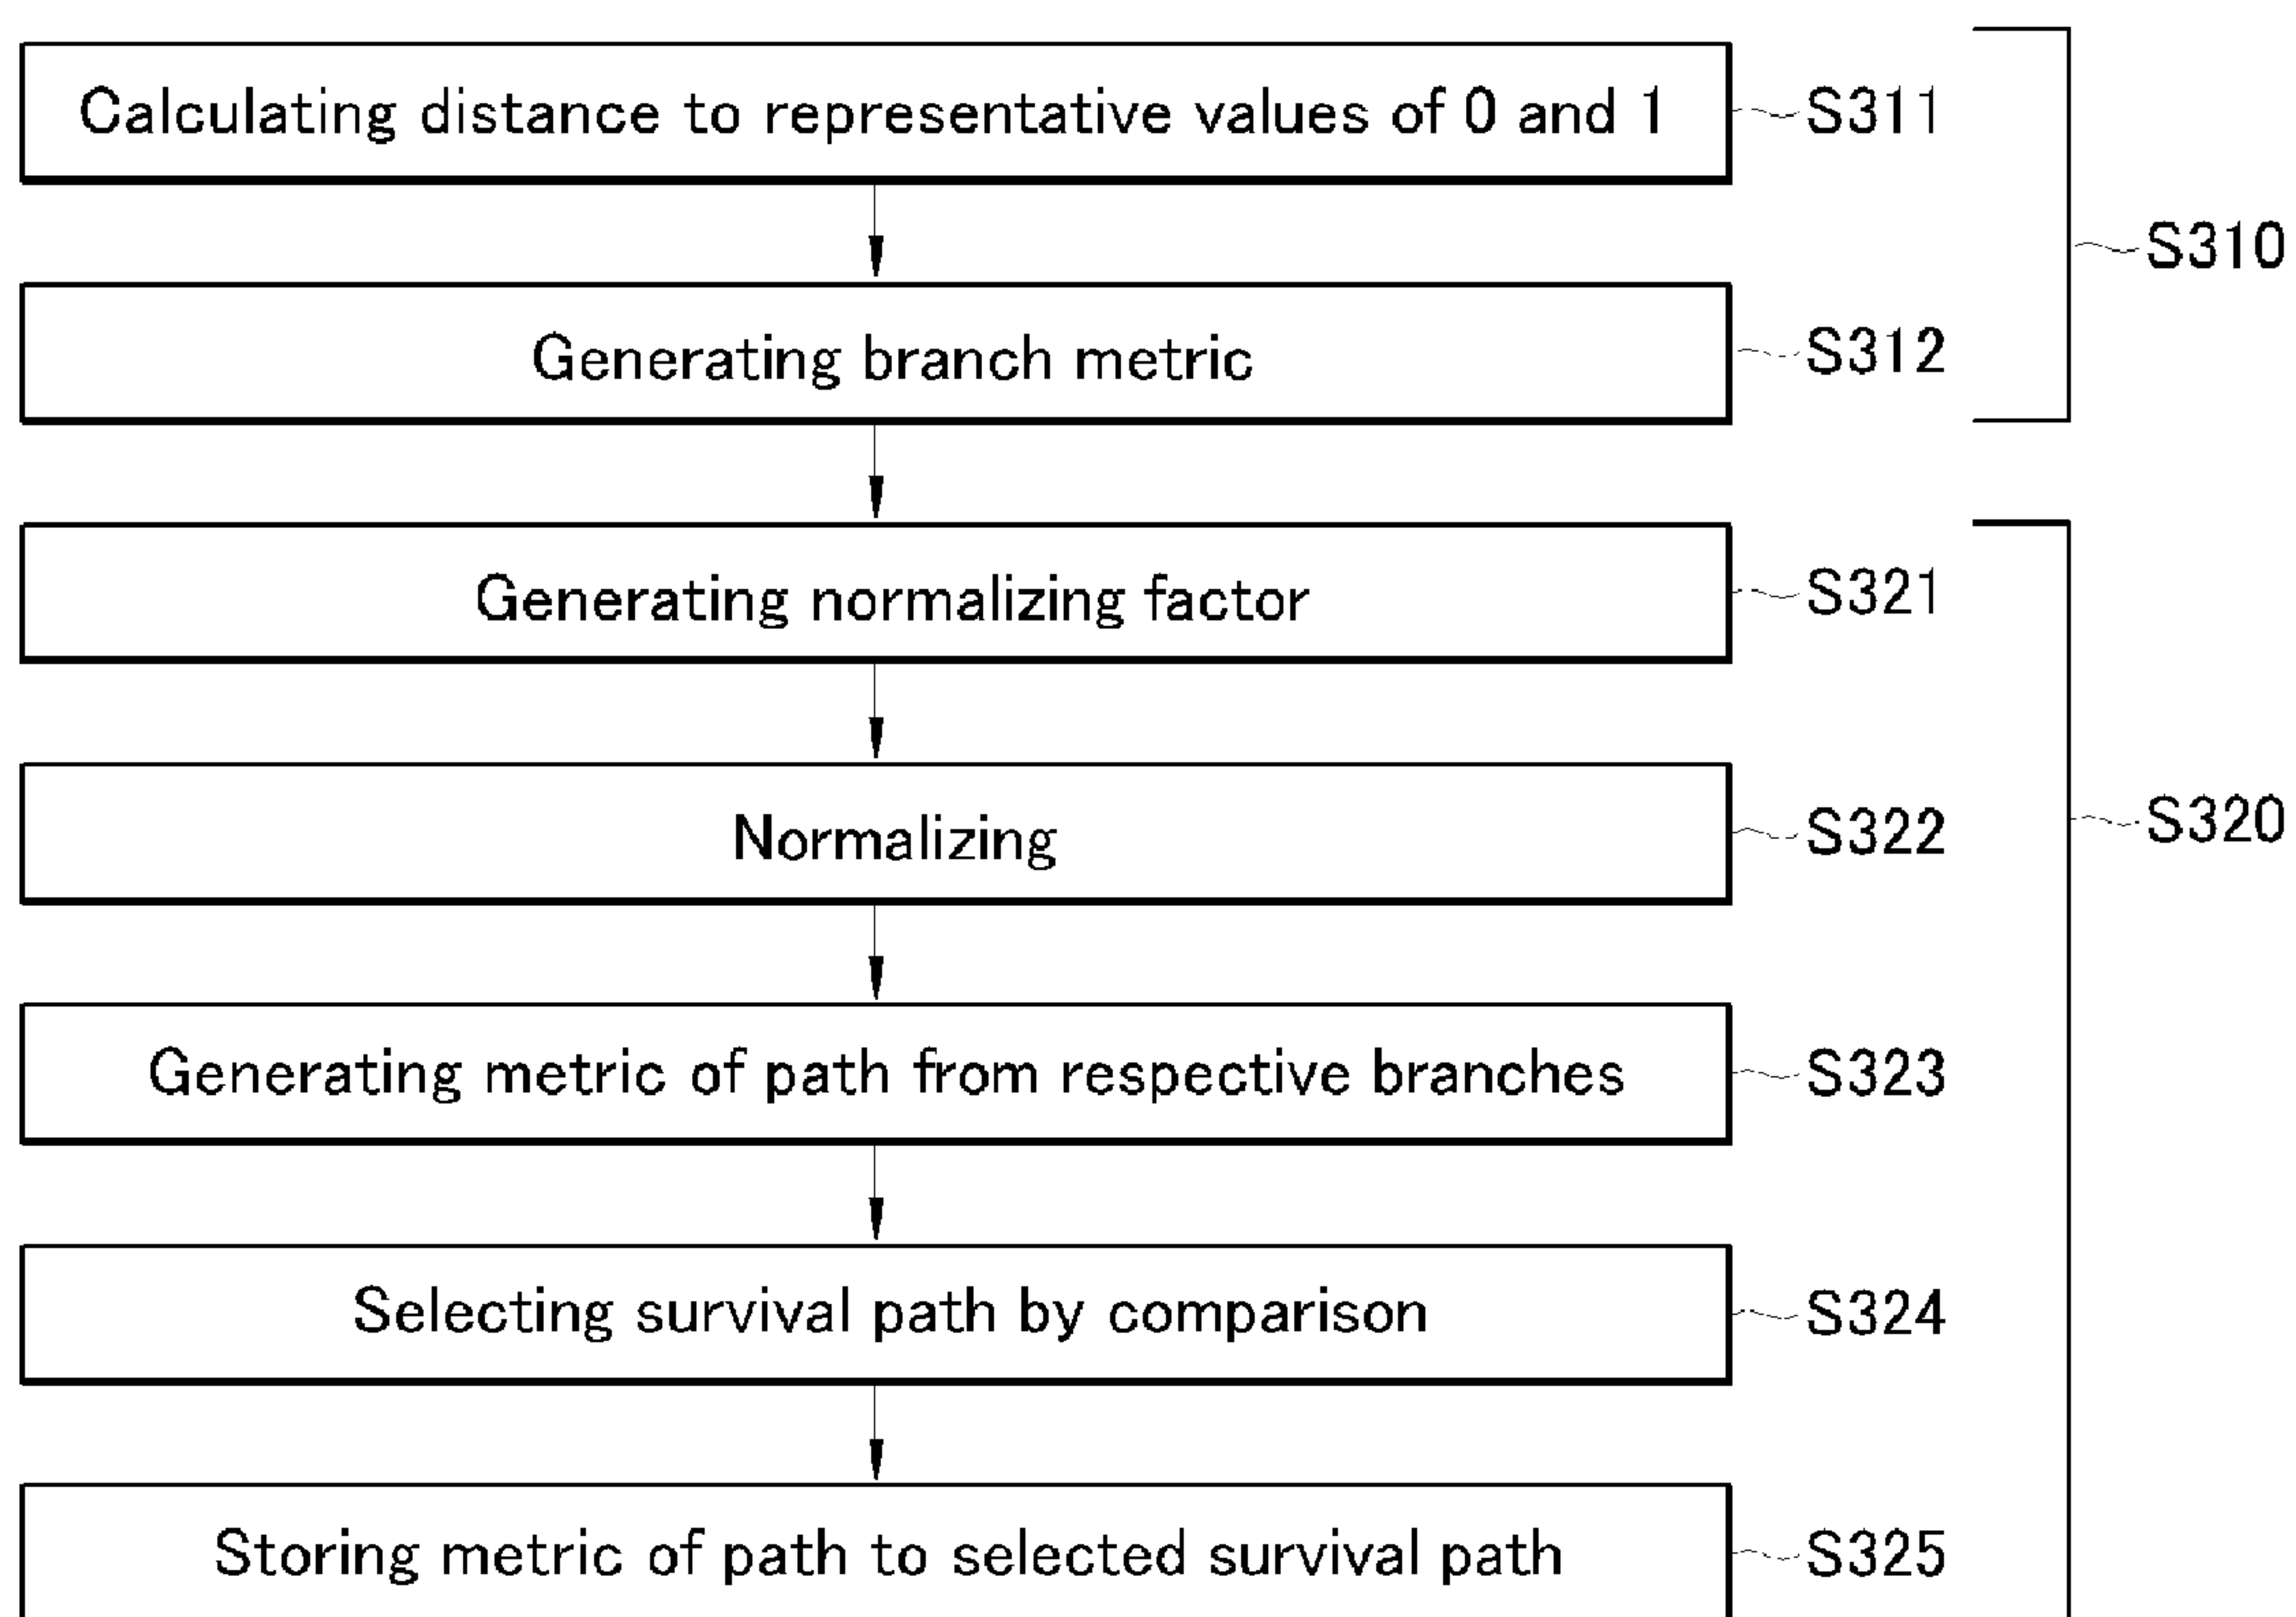 Calculating distance to representative values of 0 and 1
S311
S310
Generating branch metric
S312
Generating normalizing factor
S321
Normalizing
S322
S320
Generating metric of path from respective branches
S323
Selecting survival path by comparison
S324
Storing metric of path to selected survival path
S325